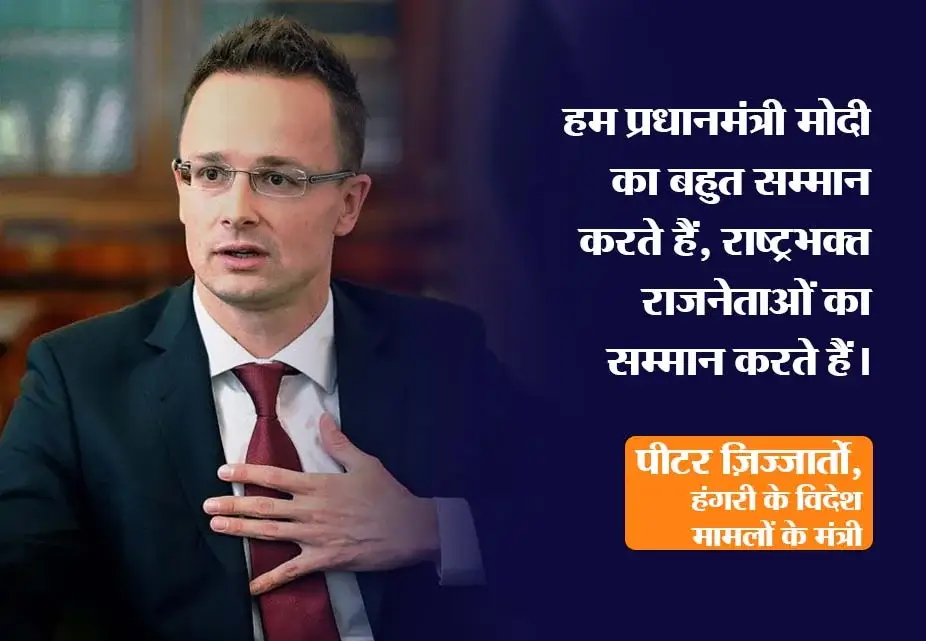 हम प्रधानमंत्री मोदी
का बहुत सम्मान
करते हैं, राष्ट्रभक्त
राजनेताओं का
सम्मान करते हैं।
पीटर ज़िज्जार्तो,
हंगरी के विदेश
मामलों के मंत्री